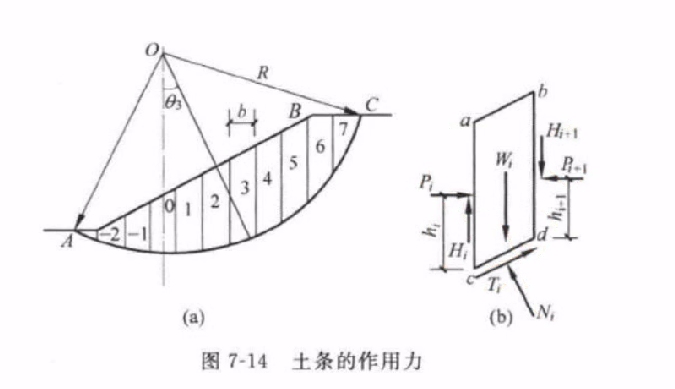 O
R
θ₃
b
B
C
7
6
5
4
3
2
1
0
-1
-2
A
(a)
b
a
H_{i+1}
W_i
P_{i+1}
P_i
h_i
h_{i+1}
H_i
d
c
T_i
N_i
(b)
图 7-14 土条的作用力